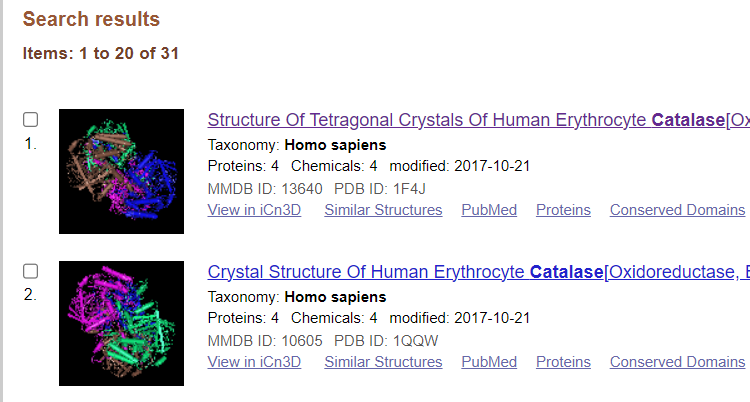 Search results
Items: 1 to 20 of 31
1.
Structure Of Tetragonal Crystals Of Human Erythrocyte Catalase[Ox
Taxonomy: Homo sapiens
Proteins: 4 Chemicals: 4 modified: 2017-10-21
MMDB ID: 13640 PDB ID: 1F4J
View in iCn3D Similar Structures PubMed Proteins Conserved Domains
2.
Crystal Structure Of Human Erythrocyte Catalase[Oxidoreductase, E
Taxonomy: Homo sapiens
Proteins: 4 Chemicals: 4 modified: 2017-10-21
MMDB ID: 10605 PDB ID: 1QQW
View in iCn3D Similar Structures PubMed Proteins Conserved Domains